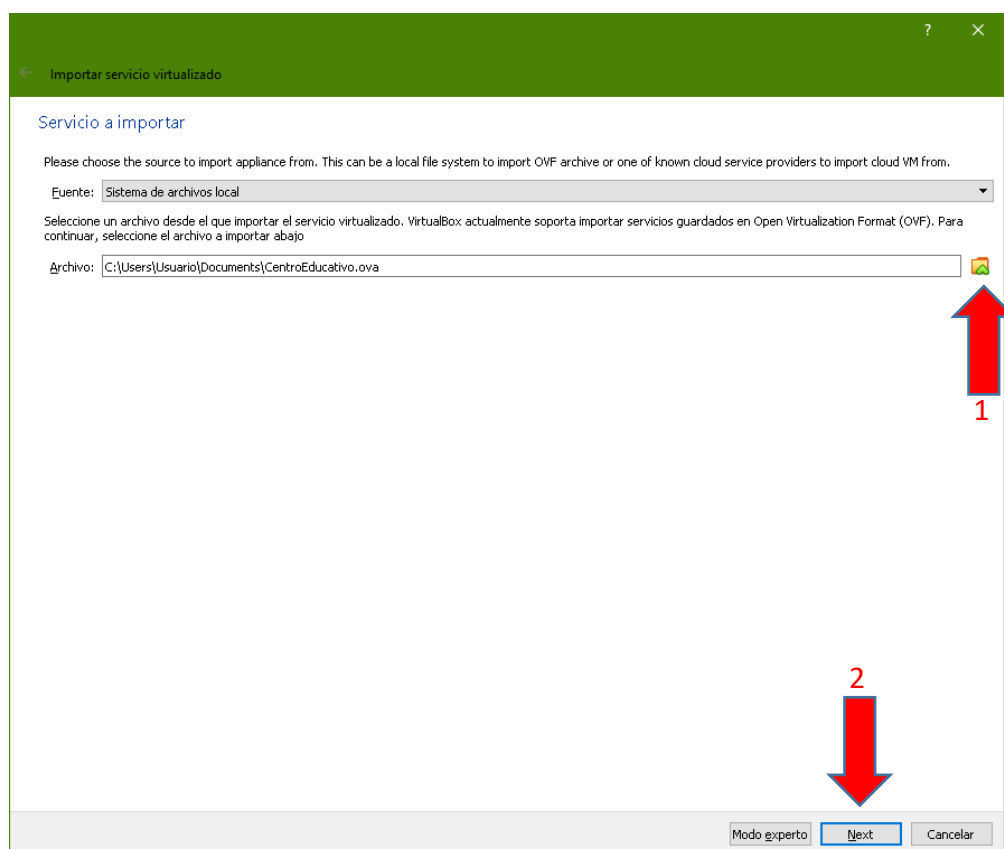 ?
Importar servicio virtualizado
Servicio a importar
Please choose the source to import appliance from. This can be a local file system to import OVF archive or one of known cloud service providers to import cloud VM from.
Fuente: Sistema de archivos local
Seleccione un archivo desde el que importar el servicio virtualizado. VirtualBox actualmente soporta importar servicios guardados en Open Virtualization Format (OVF). Para
continuar, seleccione el archivo a importar abajo
Archivo: C:\Users\Usuario\Documents\CentroEducativo.ova
1
2
Modo experto Next Cancelar